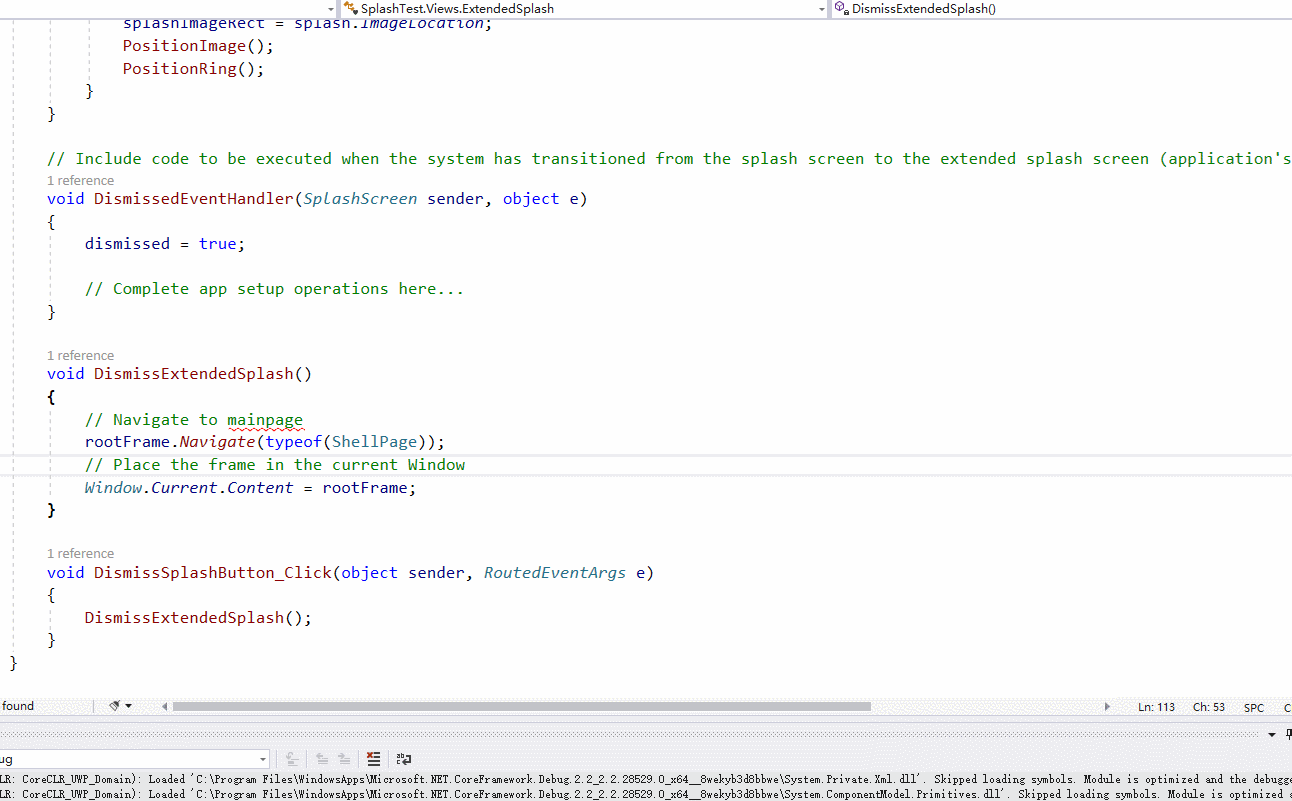 SplashTest.Views.ExtendedSplash DismissExtendedSplash()
splashImageRect = splash.ImageLocation;
PositionImage();
PositionRing();
}
}
// Include code to be executed when the system has transitioned from the splash screen to the extended splash screen (application's
1 reference
void DismissedEventHandler(SplashScreen sender, object e)
{
dismissed = true;
// Complete app setup operations here...
}
1 reference
void DismissExtendedSplash()
{
// Navigate to mainpage
rootFrame.Navigate(typeof(ShellPage));
// Place the frame in the current Window
Window.Current.Content = rootFrame;
}
1 reference
void DismissSplashButton_Click(object sender, RoutedEventArgs e)
{
DismissExtendedSplash();
}
}
found Ln: 113 Ch: 53 SPC C
ug
LR: CoreCLR_UWP_Domain): Loaded 'C:\Program Files\WindowsApps\Microsoft.NET.CoreFramework.Debug.2.2_2.2.28529.0_x64__8wekyb3d8bbwe\System.Private.Xml.dll'. Skipped loading symbols. Module is optimized and the debugge
LR: CoreCLR_UWP_Domain): Loaded 'C:\Program Files\WindowsApps\Microsoft.NET.CoreFramework.Debug.2.2_2.2.28529.0_x64__8wekyb3d8bbwe\System.ComponentModel.Primitives.dll'. Skipped loading symbols. Module is optimized